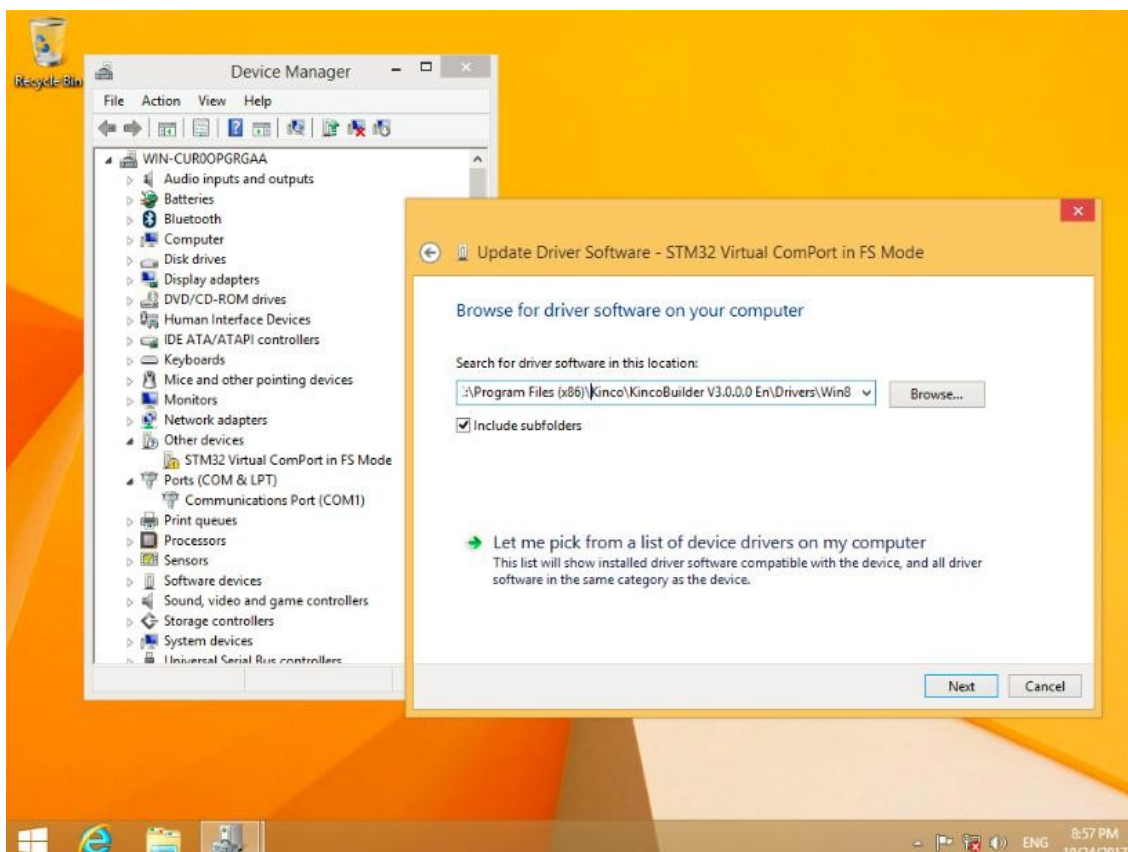 Recycle Bin
Device Manager
File Action View Help
WIN-CUR0OPGRGAA
Audio inputs and outputs
Batteries
Bluetooth
Computer
Disk drives
Display adapters
DVD/CD-ROM drives
Human Interface Devices
IDE ATA/ATAPI controllers
Keyboards
Mice and other pointing devices
Monitors
Network adapters
Other devices
STM32 Virtual ComPort in FS Mode
Ports (COM & LPT)
Communications Port (COM1)
Print queues
Processors
Sensors
Software devices
Sound, video and game controllers
Storage controllers
System devices
Universal Serial Bus controllers
Update Driver Software - STM32 Virtual ComPort in FS Mode
Browse for driver software on your computer
Search for driver software in this location:
:\Program Files (x86)\Kinco\KincoBuilder V3.0.0.0 En\Drivers\Win8
Browse...
Include subfolders
Let me pick from a list of device drivers on my computer
This list will show installed driver software compatible with the device, and all driver
software in the same category as the device.
Next Cancel
ENG
8:57 PM
10/24/2017